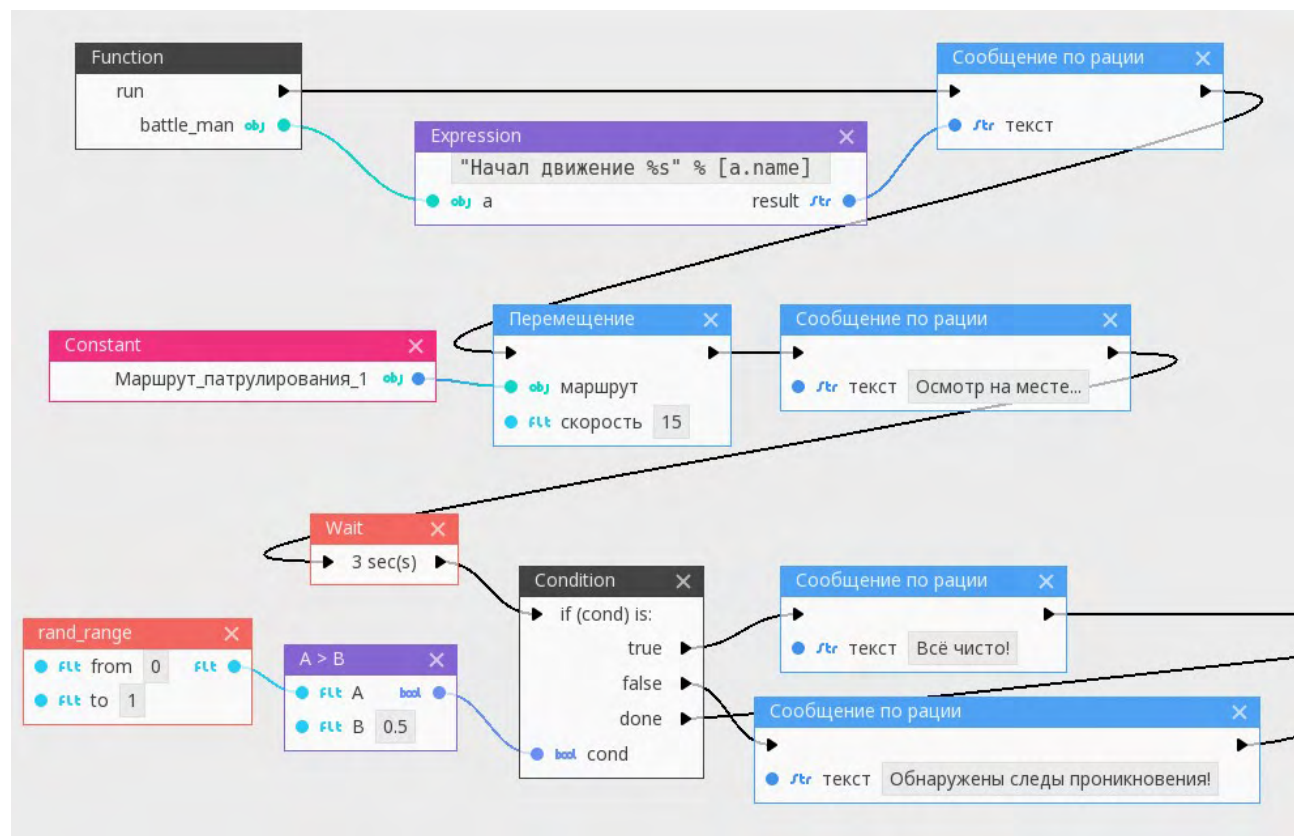 Function
run
battle_man obj
Сообщение по рации
Str текст
Expression
"Начал движение %s" % [a.name]
obj a result Str
Constant
Маршрут_патрулирования_1 obj
Перемещение
obj маршрут
FLt скорость 15
Сообщение по рации
Str текст Осмотр на месте...
Wait
3 sec(s)
Condition
if (cond) is:
true
false
done
bool cond
Сообщение по рации
Str текст Всё чисто!
rand_range
FLt from 0 FLt
FLt to 1
A > B
FLt A bool
FLt B 0.5
Сообщение по рации
Str текст Обнаружены следы проникновения!